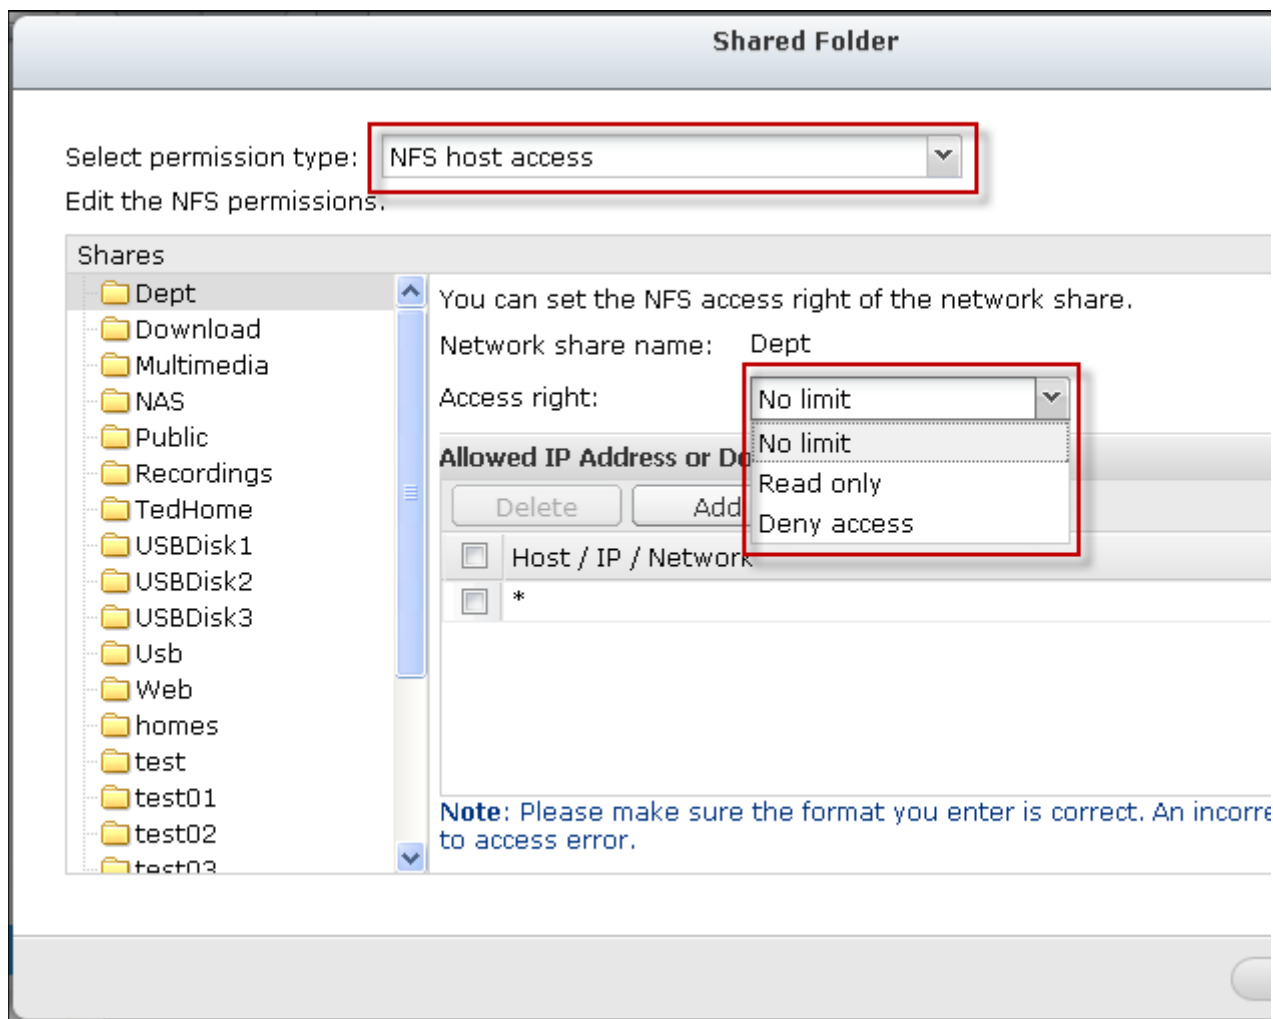 Shared Folder
Select permission type: NFS host access
Edit the NFS permissions.
Shares
Dept
Download
Multimedia
NAS
Public
Recordings
TedHome
USBDisk1
USBDisk2
USBDisk3
Usb
Web
homes
test
test01
test02
test03
You can set the NFS access right of the network share.
Network share name: Dept
Access right: No limit
No limit
Read only
Deny access
Allowed IP Address or
Delete Add
Host / IP / Network
*
Note: Please make sure the format you enter is correct. An
to access error.